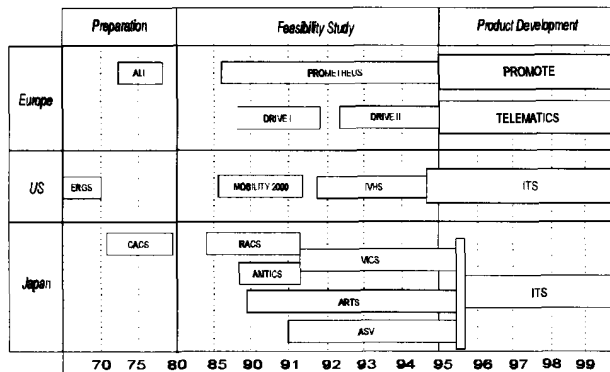 Preparation Feasibility Study Product Development
Europe ALI PROMETHEUS PROMOTE
DRIVE I DRIVE II TELEMATICS
US ERGS MOBILITY 2000 IVHS ITS
Japan CACS RACS
VICS
AMTICS
ITS
ARTS
ASV
70 75 80 85 90 91 92 93 94 95 96 97 98 99